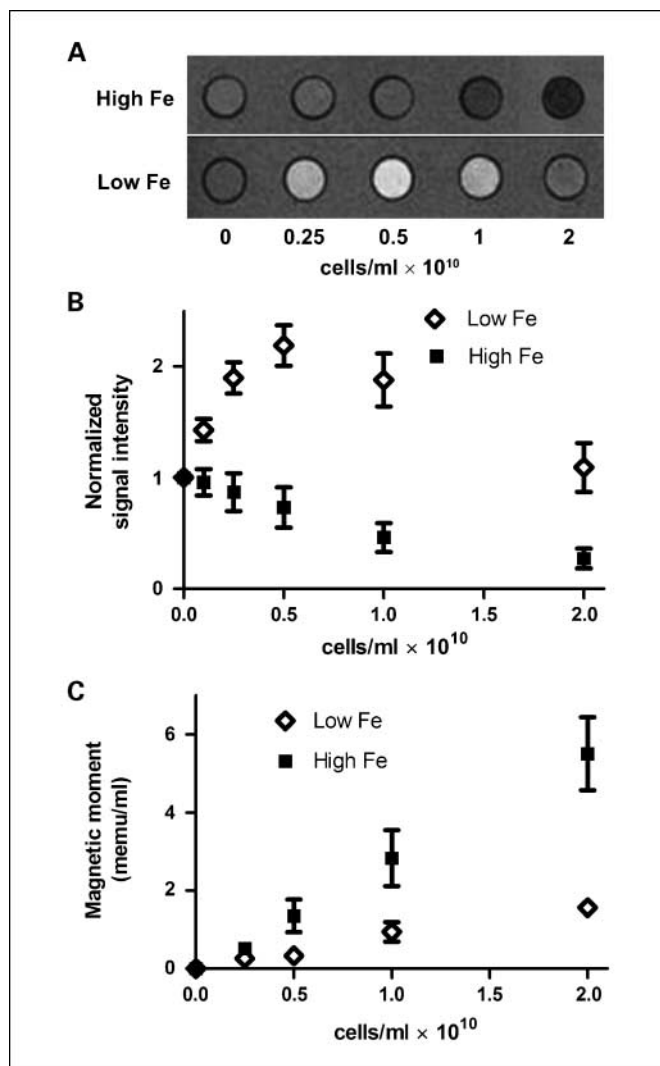 A
High Fe
Low Fe
0 0.25 0.5 1 2
cells/ml × 10¹⁰
B
Low Fe
High Fe
Normalized
signal intensity
2
1
0
0.0 0.5 1.0 1.5 2.0
cells/ml × 10¹⁰
C
Low Fe
High Fe
Magnetic moment
(memu/ml)
6
4
2
0
0.0 0.5 1.0 1.5 2.0
cells/ml × 10¹⁰